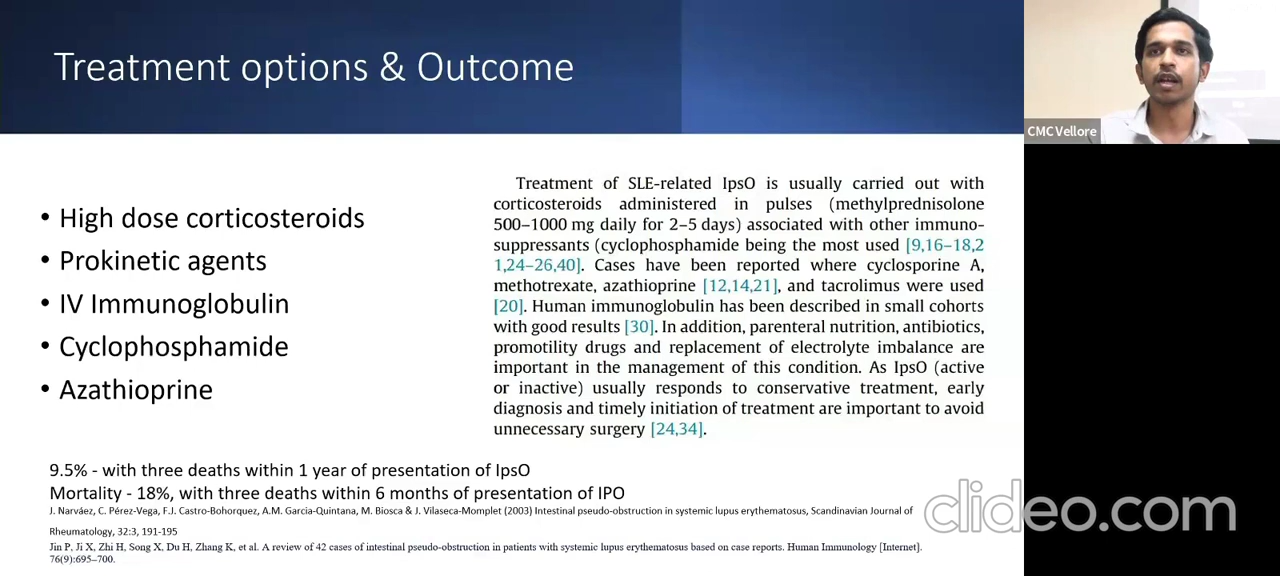 Treatment options & Outcome
CMC Vellore
• High dose corticosteroids
• Prokinetic agents
• IV Immunoglobulin
• Cyclophosphamide
• Azathioprine
Treatment of SLE-related IpsO is usually carried out with
corticosteroids administered in pulses (methylprednisolone
500–1000 mg daily for 2–5 days) associated with other immuno-
suppressants (cyclophosphamide being the most used [9,16–18,2
1,24–26,40]. Cases have been reported where cyclosporine A,
methotrexate, azathioprine [12,14,21], and tacrolimus were used
[20]. Human immunoglobulin has been described in small cohorts
with good results [30]. In addition, parenteral nutrition, antibiotics,
promotility drugs and replacement of electrolyte imbalance are
important in the management of this condition. As IpsO (active
or inactive) usually responds to conservative treatment, early
diagnosis and timely initiation of treatment are important to avoid
unnecessary surgery [24,34].
9.5% - with three deaths within 1 year of presentation of IpsO
Mortality - 18%, with three deaths within 6 months of presentation of IPO
J. Narváez, C. Pérez-Vega, F.J. Castro-Bohorquez, A.M. Garcia-Quintana, M. Biosca & J. Vilaseca-Momplet (2003) Intestinal pseudo-obstruction in systemic lupus erythematosus, Scandinavian Journal of
Rheumatology, 32:3, 191-195
Jin P, Ji X, Zhi H, Song X, Du H, Zhang K, et al. A review of 42 cases of intestinal pseudo-obstruction in patients with systemic lupus erythematosus based on case reports. Human Immunology [Internet].
76(9):695–700.
clideo.com